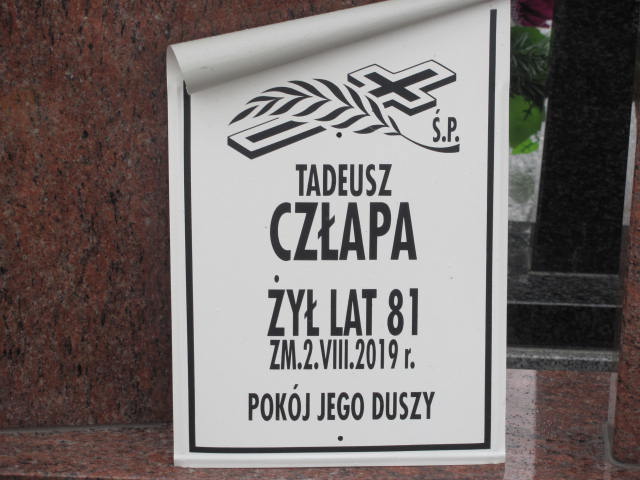 Ś.P.
TADEUSZ
CZŁAPA
ŻYŁ LAT 81
ZM.2.VIII.2019 r.
POKÓJ JEGO DUSZY